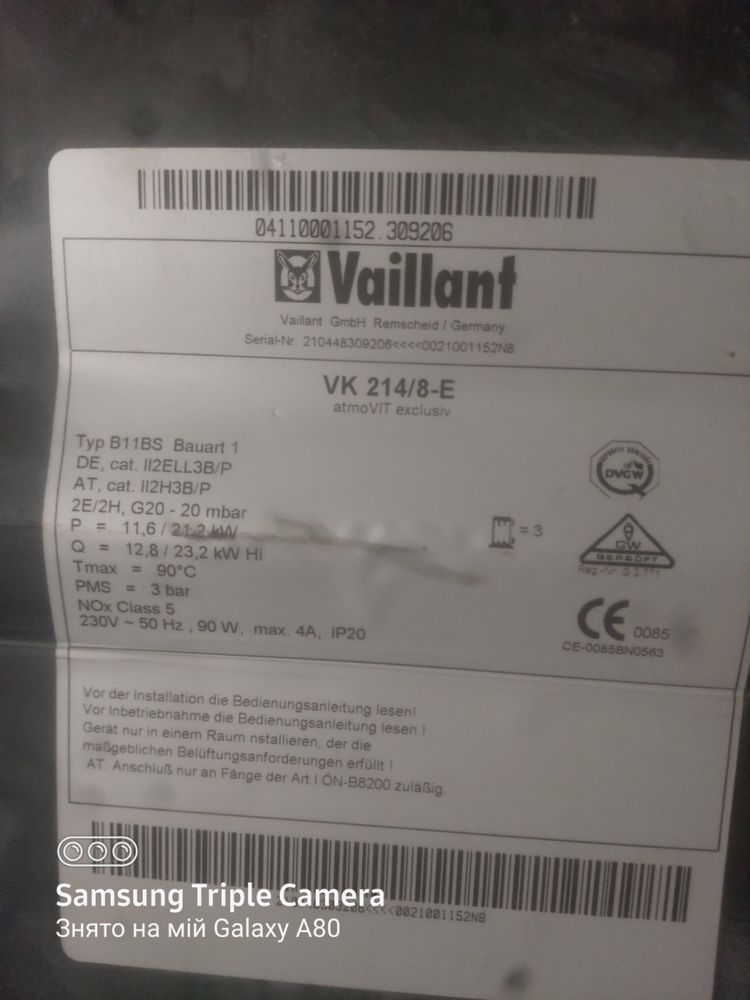 04110001152.309206
Vaillant
Vaillant GmbH Remscheid / Germany
Serial-Nr. 210448309206<<<<0021001152N8
VK 214/8-E
atmoVIT exclusiv
Typ B11BS Bauart 1
DE, cat. II2ELL3B/P
AT, cat. II2H3B/P
2E/2H, G20 - 20 mbar
P = 11,6 / 21,2 kW
Q = 12,8 / 23,2 kW Hi
Tmax = 90°C
PMS = 3 bar
NOx Class 5
230V ~ 50 Hz , 90 W, max. 4A, IP20
= 3
DVGW
GW
GEPRÜFT
Reg.-Nr. G 2 771
CE 0085
CE-0085BN0563
Vor der Installation die Bedienungsanleitung lesen!
Vor Inbetriebnahme die Bedienungsanleitung lesen !
Gerät nur in einem Raum nstallieren, der die
maßgeblichen Belüftungsanforderungen erfüllt !
AT: Anschluß nur an Fänge der Art I ÖN-B8200 zuläßig.
<<<<0021001152N8
Samsung Triple Camera
Знято на мій Galaxy A80